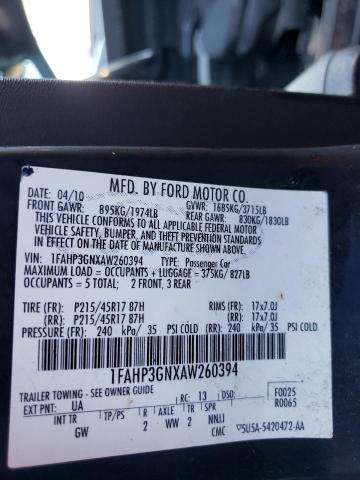 MFD. BY FORD MOTOR CO.
DATE: 04/10 GVWR: 1685KG/3715LB
FRONT GAWR: 895KG/1974LB REAR GAWR: 830KG/1830LB
THIS VEHICLE CONFORMS TO ALL APPLICABLE FEDERAL MOTOR
VEHICLE SAFETY, BUMPER, AND THEFT PREVENTION STANDARDS
IN EFFECT ON THE DATE OF MANUFACTURE SHOWN ABOVE.
VIN: 1FAHP3GNXAW260394 TYPE: Passenger Car
MAXIMUM LOAD = OCCUPANTS + LUGGAGE = 375KG/ 827LB
OCCUPANTS = 5 TOTAL; 2 FRONT, 3 REAR
TIRE (FR): P215/45R17 87H RIMS (FR): 17x7.0J
(RR): P215/45R17 87H (RR): 17x7.0J
PRESSURE (FR): 240 kPa/ 35 PSI COLD (RR): 240 kPa/ 35 PSI COLD
1FAHP3GNXAW260394
TRAILER TOWING - SEE OWNER GUIDE
EXT PNT: UA RC: 13 DSO: F0025
R0065
INT TR TP/PS R AXLE TR SPR
GW 2 WW 2 NNJJ
CMC 5U5A-5420472-AA